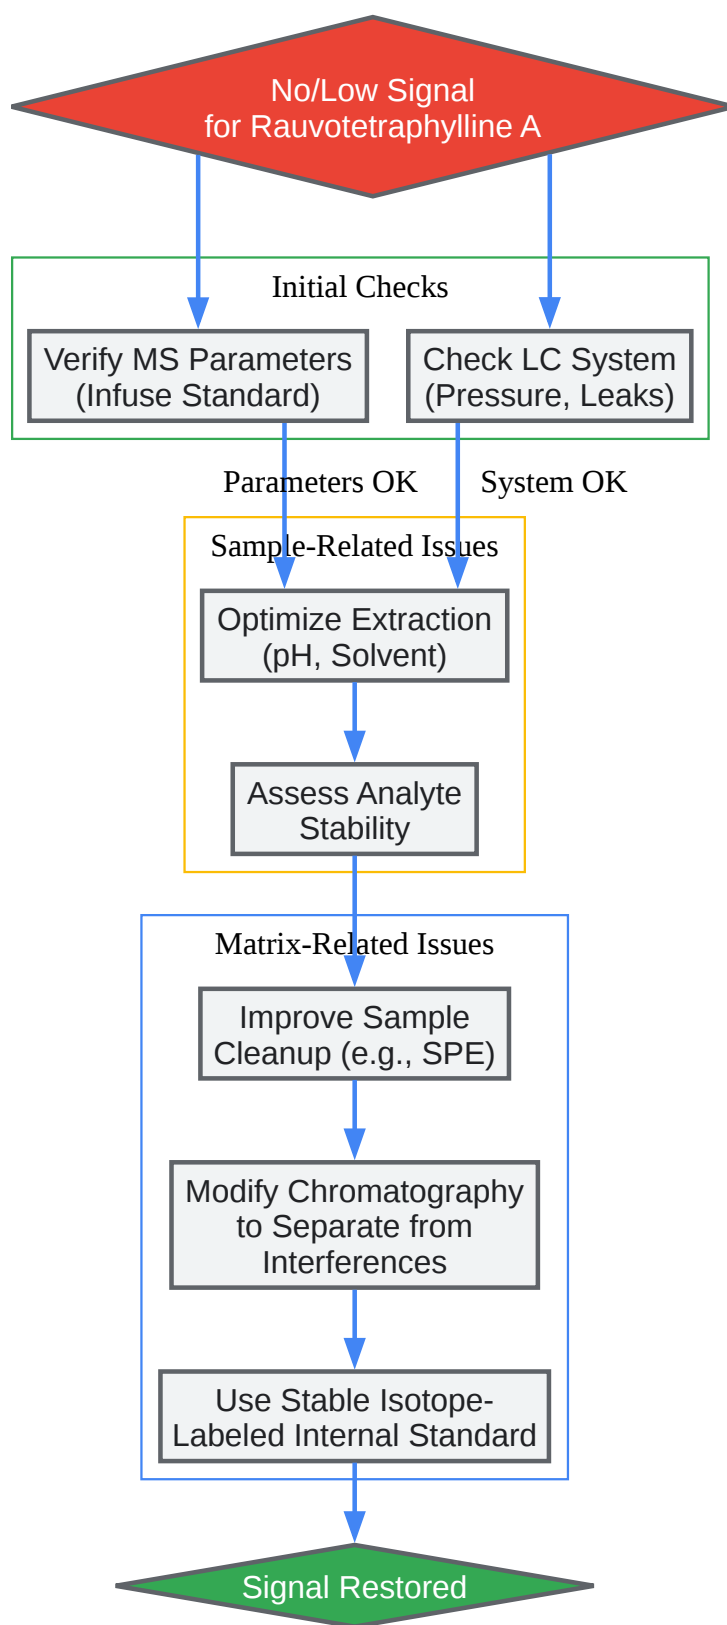 No/Low Signal
for Rauvotetraphylline A
Initial Checks
Verify MS Parameters
(Infuse Standard)
Check LC System
(Pressure, Leaks)
Parameters OK
System OK
Sample-Related Issues
Optimize Extraction
(pH, Solvent)
Assess Analyte
Stability
Matrix-Related Issues
Improve Sample
Cleanup (e.g., SPE)
Modify Chromatography
to Separate from
Interferences
Use Stable Isotope-
Labeled Internal Standard
Signal Restored